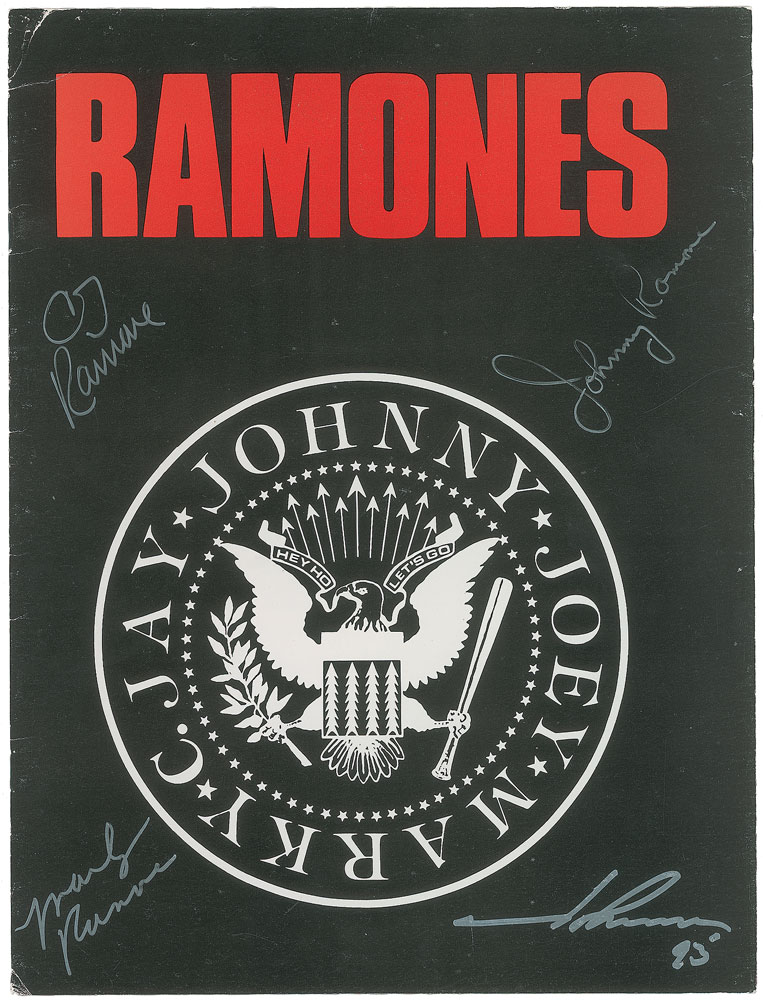 RAMONES
CJ
Ramone
Johnny Ramone
JOHNNY ★ JOEY ★ MARKY ★ C.JAY ★
HEY HO
LET'S GO
Marky
Ramone
93'